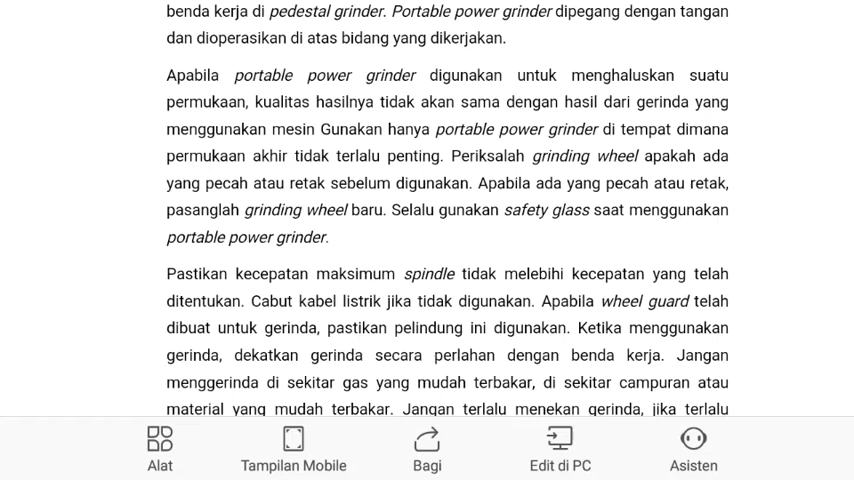 benda kerja di pedestal grinder. Portable power grinder dipegang dengan tangan
dan dioperasikan di atas bidang yang dikerjakan.
Apabila portable power grinder digunakan untuk menghaluskan suatu
permukaan, kualitas hasilnya tidak akan sama dengan hasil dari gerinda yang
menggunakan mesin Gunakan hanya portable power grinder di tempat dimana
permukaan akhir tidak terlalu penting. Periksalah grinding wheel apakah ada
yang pecah atau retak sebelum digunakan. Apabila ada yang pecah atau retak,
pasanglah grinding wheel baru. Selalu gunakan safety glass saat menggunakan
portable power grinder.
Pastikan kecepatan maksimum spindle tidak melebihi kecepatan yang telah
ditentukan. Cabut kabel listrik jika tidak digunakan. Apabila wheel guard telah
dibuat untuk gerinda, pastikan pelindung ini digunakan. Ketika menggunakan
gerinda, dekatkan gerinda secara perlahan dengan benda kerja. Jangan
menggerinda di sekitar gas yang mudah terbakar, di sekitar campuran atau
material yang mudah terbakar. Jangan terlalu menekan gerinda, jika terlalu
Alat
Tampilan Mobile
Bagi
Edit di PC
Asisten